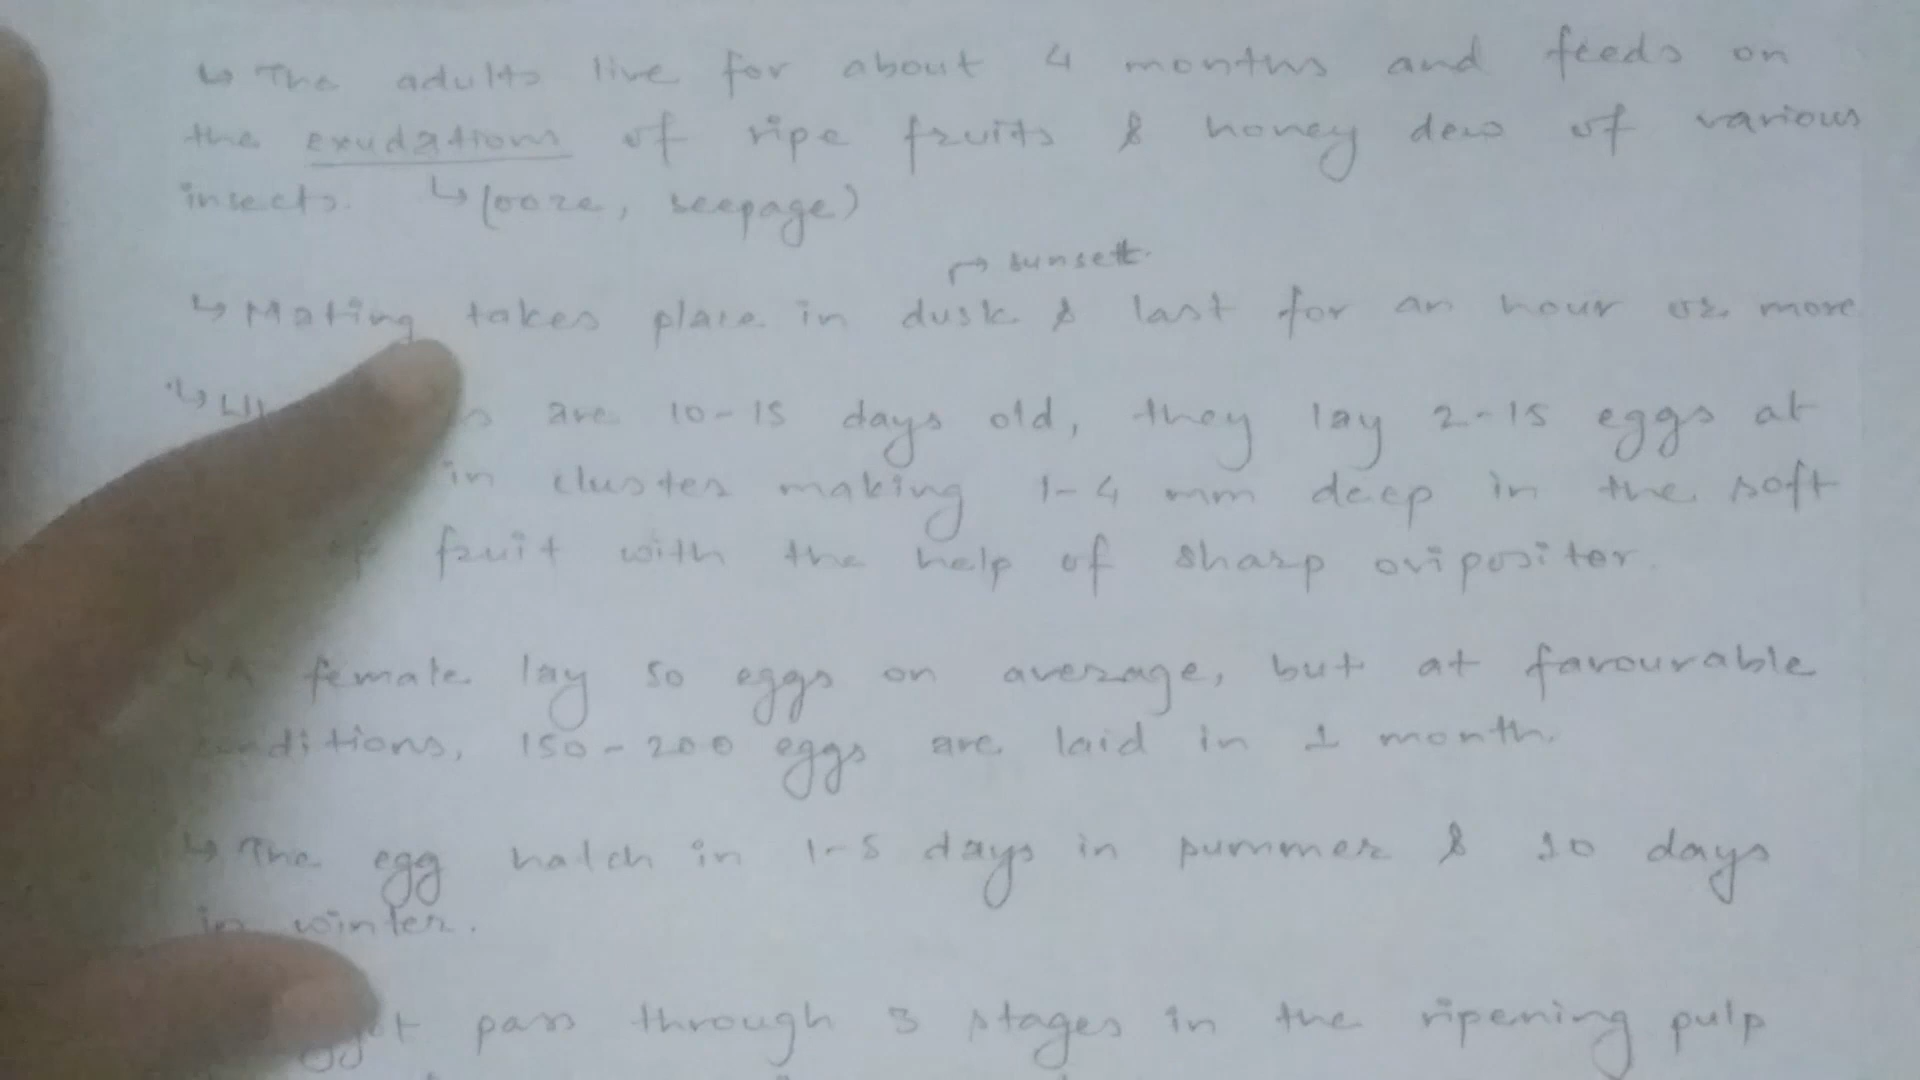 ↳ The adults live for about 4 months and feeds on
the exudations of ripe fruits & honey dew of various
insects. ↳ (ooze, seepage)
↱ sunsett.
↳ Mating takes place in dusk & last for an hour or more
are 10-15 days old, they lay 2-15 eggs at
in cluster making 1-4 mm deep in the soft
fruit with the help of sharp ovipositor.
↳ A female lay 50 eggs on average, but at favourable
conditions, 150-200 eggs are laid in 1 month.
↳ The egg hatch in 1-5 days in summer & 10 days
in winter.
pass through 3 stages in the ripening pulp